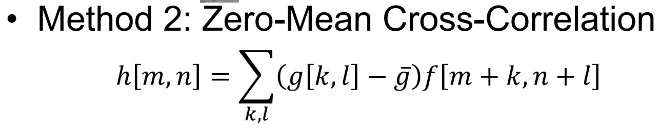 • Method 2: Zero-Mean Cross-Correlation
h[m, n] = ∑(g[k, l] − ḡ)f[m + k, n + l]
k,l